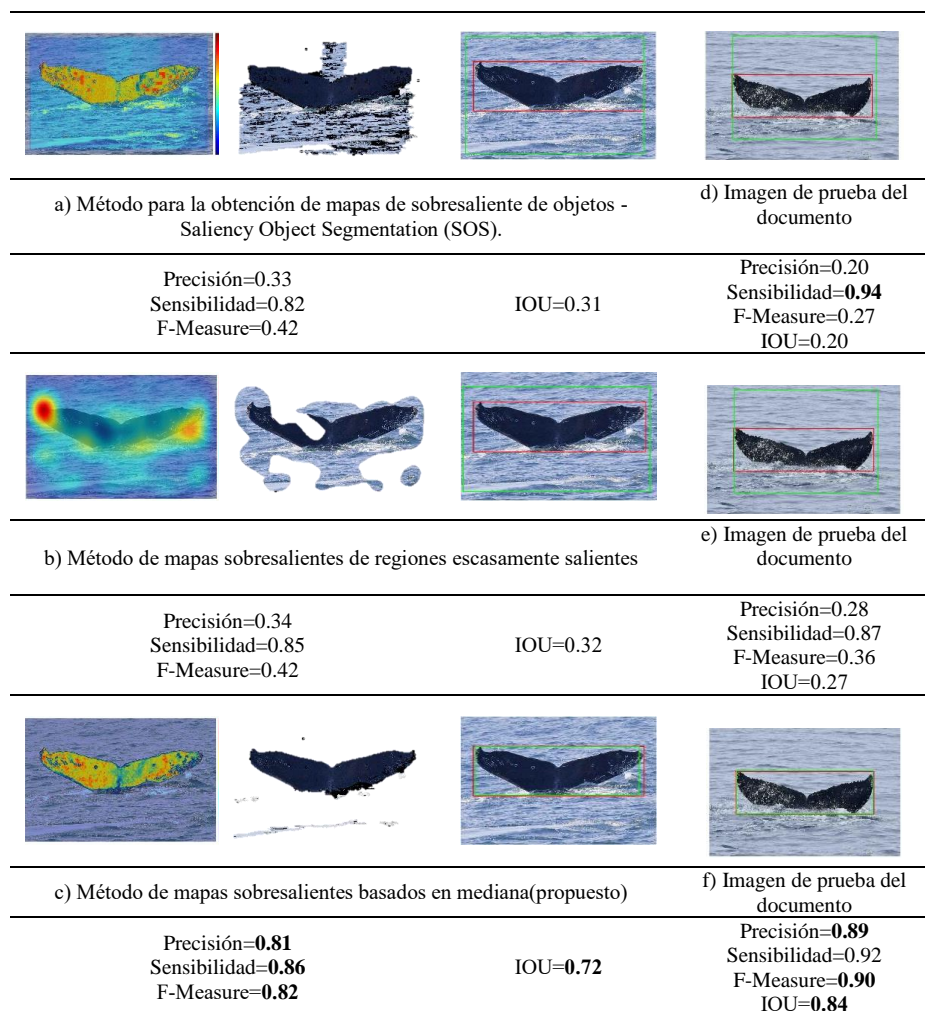 a) Método para la obtención de mapas de sobresaliente de objetos -
Saliency Object Segmentation (SOS).
d) Imagen de prueba del
documento
Precisión=0.33
Sensibilidad=0.82
F-Measure=0.42
IOU=0.31
Precisión=0.20
Sensibilidad=0.94
F-Measure=0.27
IOU=0.20
b) Método de mapas sobresalientes de regiones escasamente salientes
e) Imagen de prueba del
documento
Precisión=0.34
Sensibilidad=0.85
F-Measure=0.42
IOU=0.32
Precisión=0.28
Sensibilidad=0.87
F-Measure=0.36
IOU=0.27
c) Método de mapas sobresalientes basados en mediana(propuesto)
f) Imagen de prueba del
documento
Precisión=0.81
Sensibilidad=0.86
F-Measure=0.82
IOU=0.72
Precisión=0.89
Sensibilidad=0.92
F-Measure=0.90
IOU=0.84